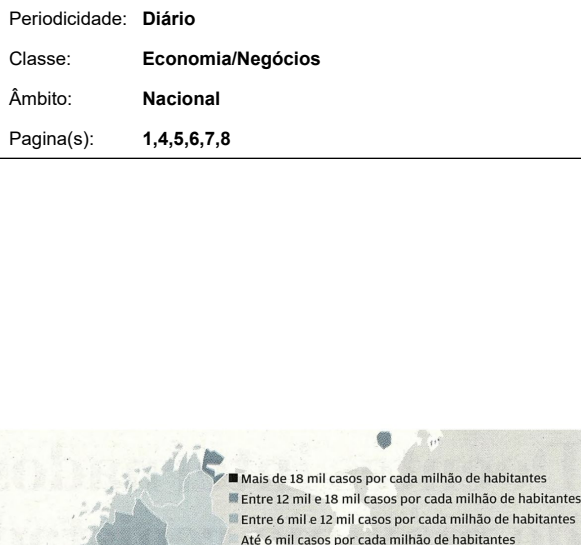 Periodicidade: Diário
Classe: Economia/Negócios
Âmbito: Nacional
Pagina(s): 1,4,5,6,7,8
Mais de 18 mil casos por cada milhão de habitantes
Entre 12 mil e 18 mil casos por cada milhão de habitantes
Entre 6 mil e 12 mil casos por cada milhão de habitantes
Até 6 mil casos por cada milhão de habitantes